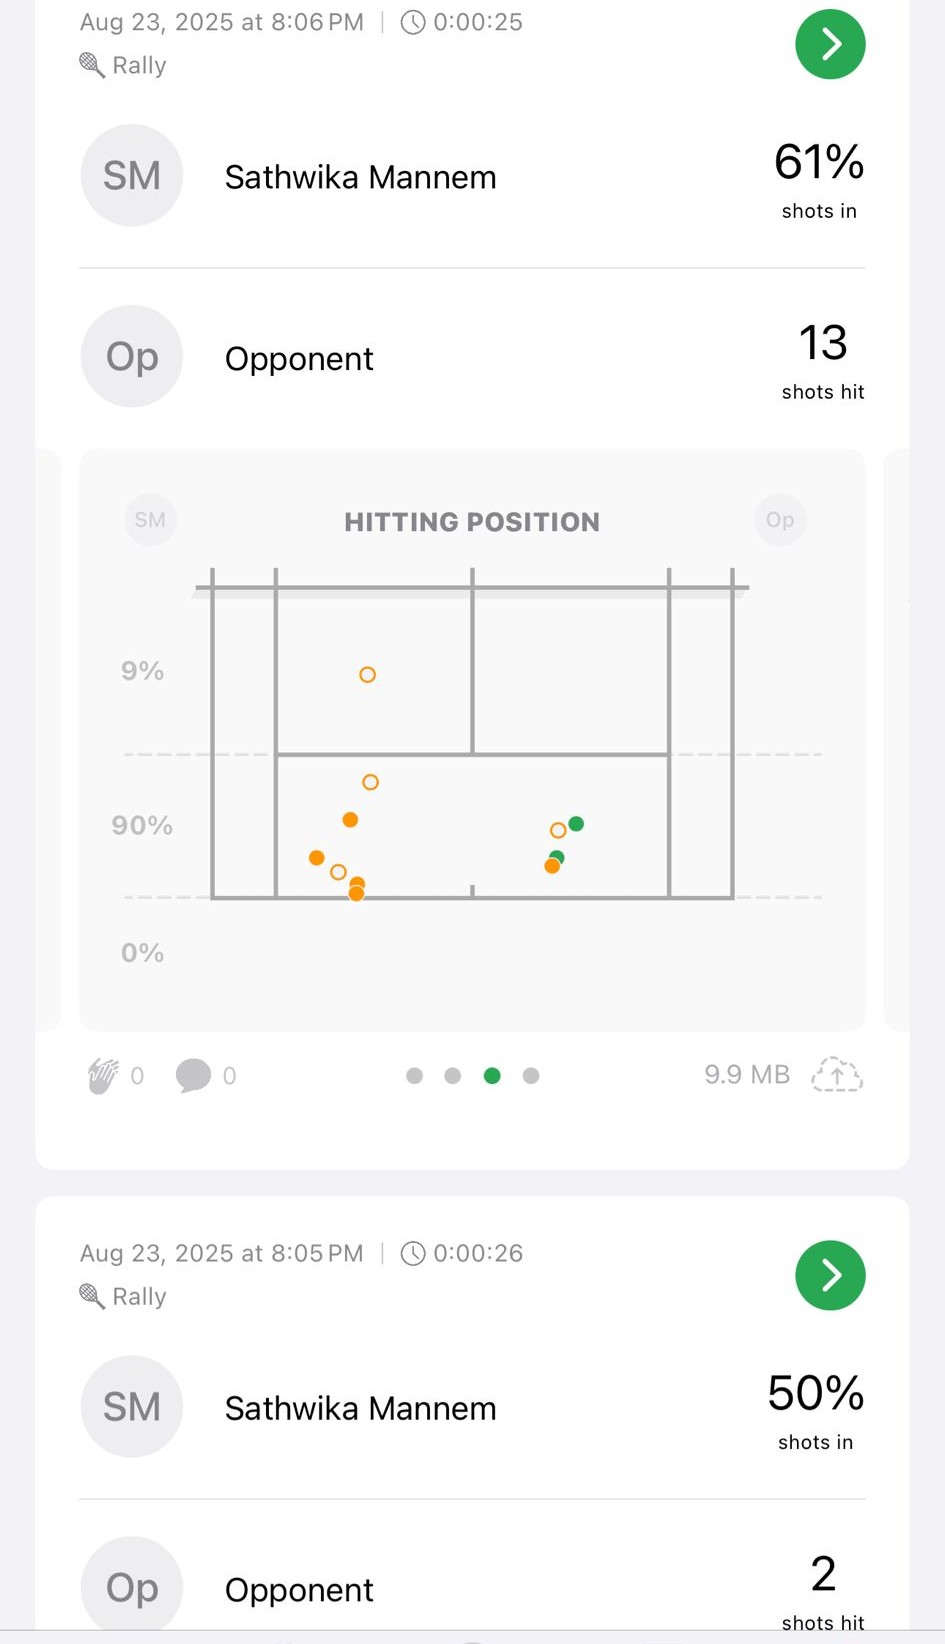 Aug 23, 2025 at 8:06 PM | 0:00:25
Rally
SM Sathwika Mannem 61%
shots in
Op Opponent 13
shots hit
SM HITTING POSITION Op
9%
90%
0%
0 0 9.9 MB
Aug 23, 2025 at 8:05 PM | 0:00:26
Rally
SM Sathwika Mannem 50%
shots in
Op Opponent 2
shots hit